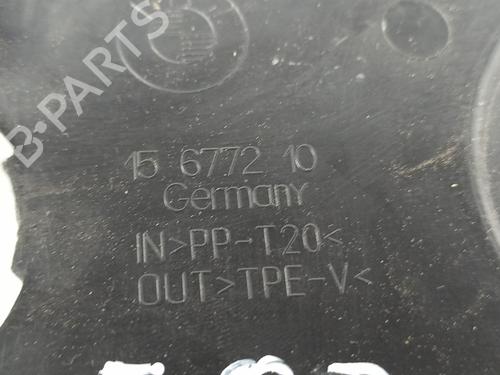 B-PARTS
15 6772 10
Germany
IN>PP-T20<
OUT>TPE-V<